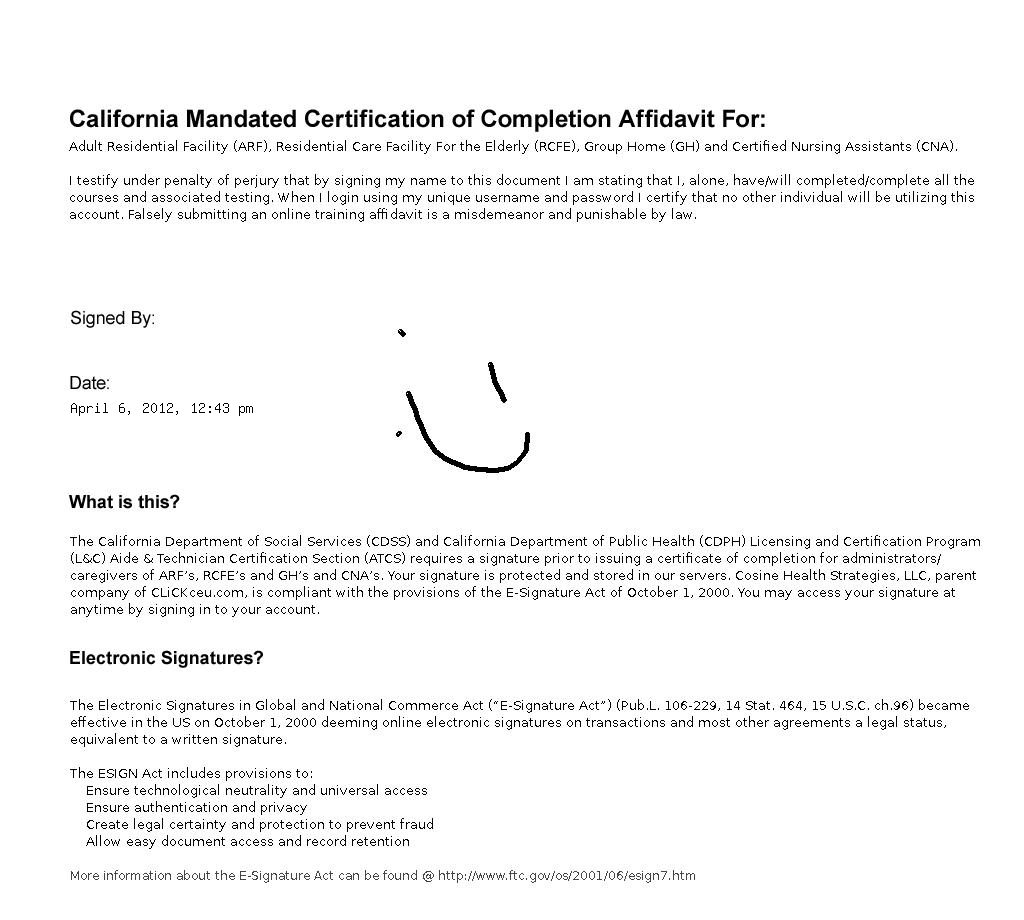 California Mandated Certification of Completion Affidavit For:
Adult Residential Facility (ARF), Residential Care Facility For the Elderly (RCFE), Group Home (GH) and Certified Nursing Assistants (CNA).
I testify under penalty of perjury that by signing my name to this document I am stating that I, alone, have/will completed/complete all the
courses and associated testing. When I login using my unique username and password I certify that no other individual will be utilizing this
account. Falsely submitting an online training affidavit is a misdemeanor and punishable by law.
Signed By:
Date:
April 6, 2012, 12:43 pm
What is this?
The California Department of Social Services (CDSS) and California Department of Public Health (CDPH) Licensing and Certification Program
(L&C) Aide & Technician Certification Section (ATCS) requires a signature prior to issuing a certificate of completion for administrators/
caregivers of ARF's, RCFE's and GH's and CNA's. Your signature is protected and stored in our servers. Cosine Health Strategies, LLC, parent
company of CLiCKceu.com, is compliant with the provisions of the E-Signature Act of October 1, 2000. You may access your signature at
anytime by signing in to your account.
Electronic Signatures?
The Electronic Signatures in Global and National Commerce Act (“E-Signature Act”) (Pub.L. 106-229, 14 Stat. 464, 15 U.S.C. ch.96) became
effective in the US on October 1, 2000 deeming online electronic signatures on transactions and most other agreements a legal status,
equivalent to a written signature.
The ESIGN Act includes provisions to:
Ensure technological neutrality and universal access
Ensure authentication and privacy
Create legal certainty and protection to prevent fraud
Allow easy document access and record retention
More information about the E-Signature Act can be found @ http://www.ftc.gov/os/2001/06/esign7.htm